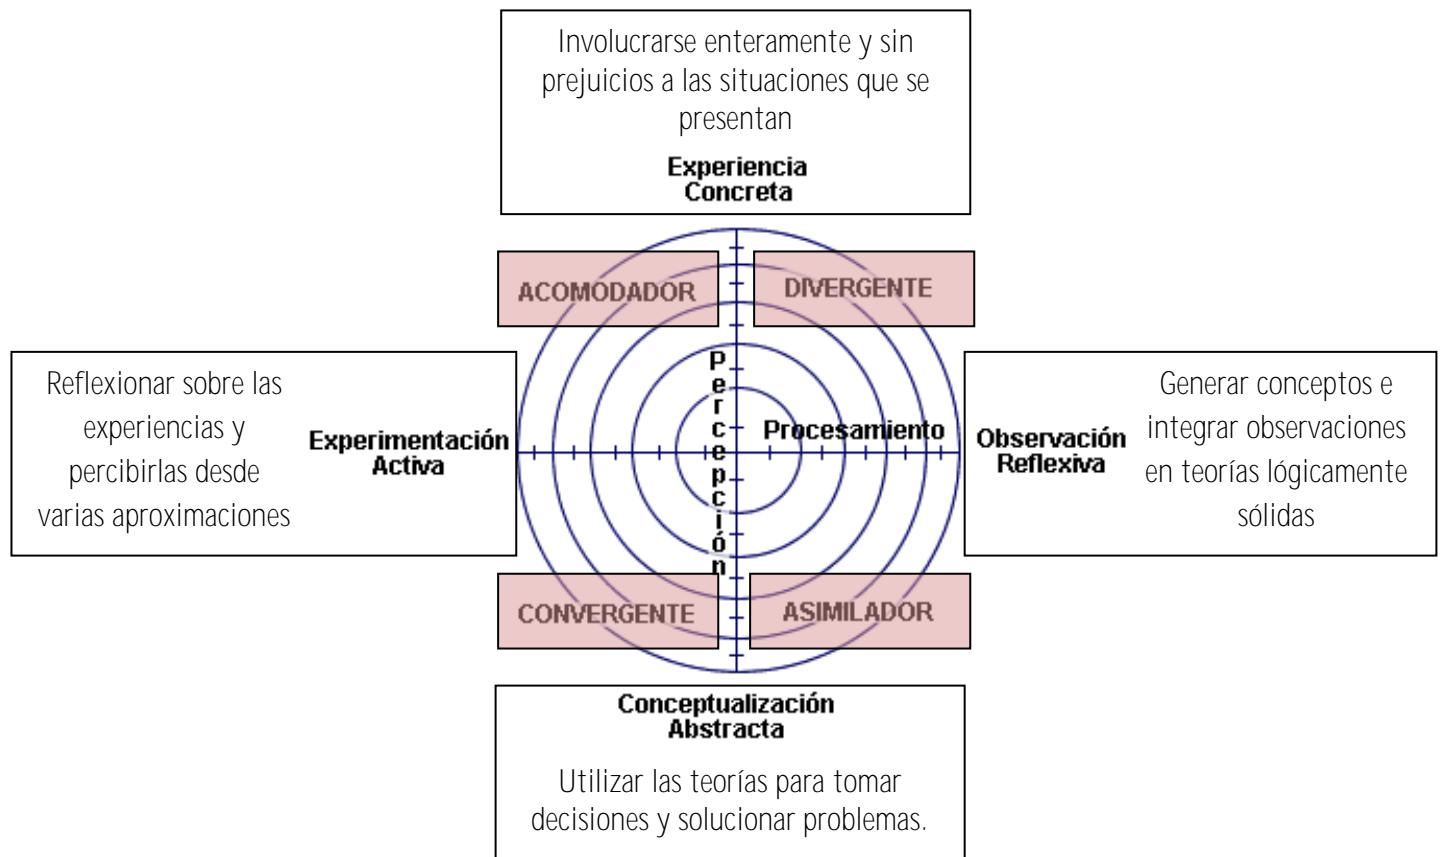 Involucrarse enteramente y sin
prejuicios a las situaciones que se
presentan
Experiencia
Concreta
ACOMODADOR
DIVERGENTE
Reflexionar sobre las
experiencias y
percibirlas desde
varias aproximaciones
Experimentación
Activa
Percepción
Procesamiento
Observación
Reflexiva
Generar conceptos e
integrar observaciones
en teorías lógicamente
sólidas
CONVERGENTE
ASIMILADOR
Conceptualización
Abstracta
Utilizar las teorías para tomar
decisiones y solucionar problemas.